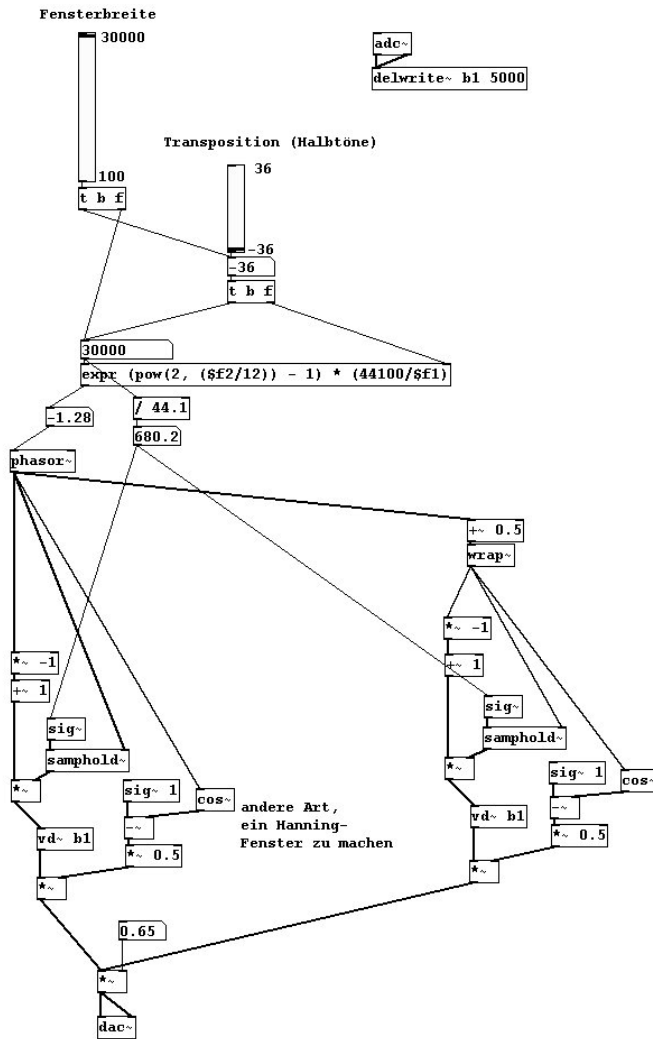 Fensterbreite
30000
adc~
delwrite~ b1 5000
Transposition (Halbtöne)
36
100
t b f
-36
-36
t b f
30000
expr (pow(2, ($f2/12)) - 1) * (44100/$f1)
-1.28
/ 44.1
680.2
phasor~
+~ 0.5
wrap~
*~ -1
*~ -1
+~ 1
+~ 1
sig~
sig~
samphold~
samphold~
*~
*~
sig~ 1
cos~
sig~ 1
cos~
andere Art,
ein Hanning-
Fenster zu machen
vd~ b1
-~
*~ 0.5
vd~ b1
-~
*~ 0.5
*~
*~
0.65
*~
dac~